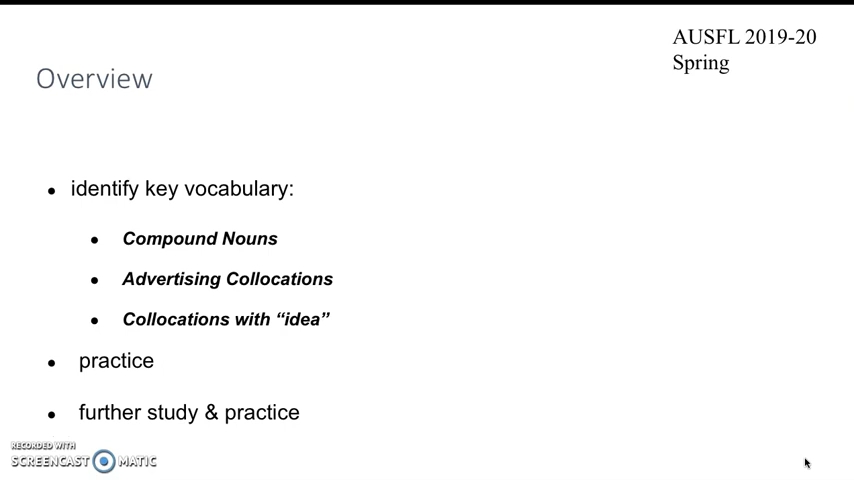 AUSFL 2019-20
Spring
Overview
• identify key vocabulary:
• Compound Nouns
• Advertising Collocations
• Collocations with “idea”
• practice
• further study & practice
RECORDED WITH
SCREENCAST MATIC